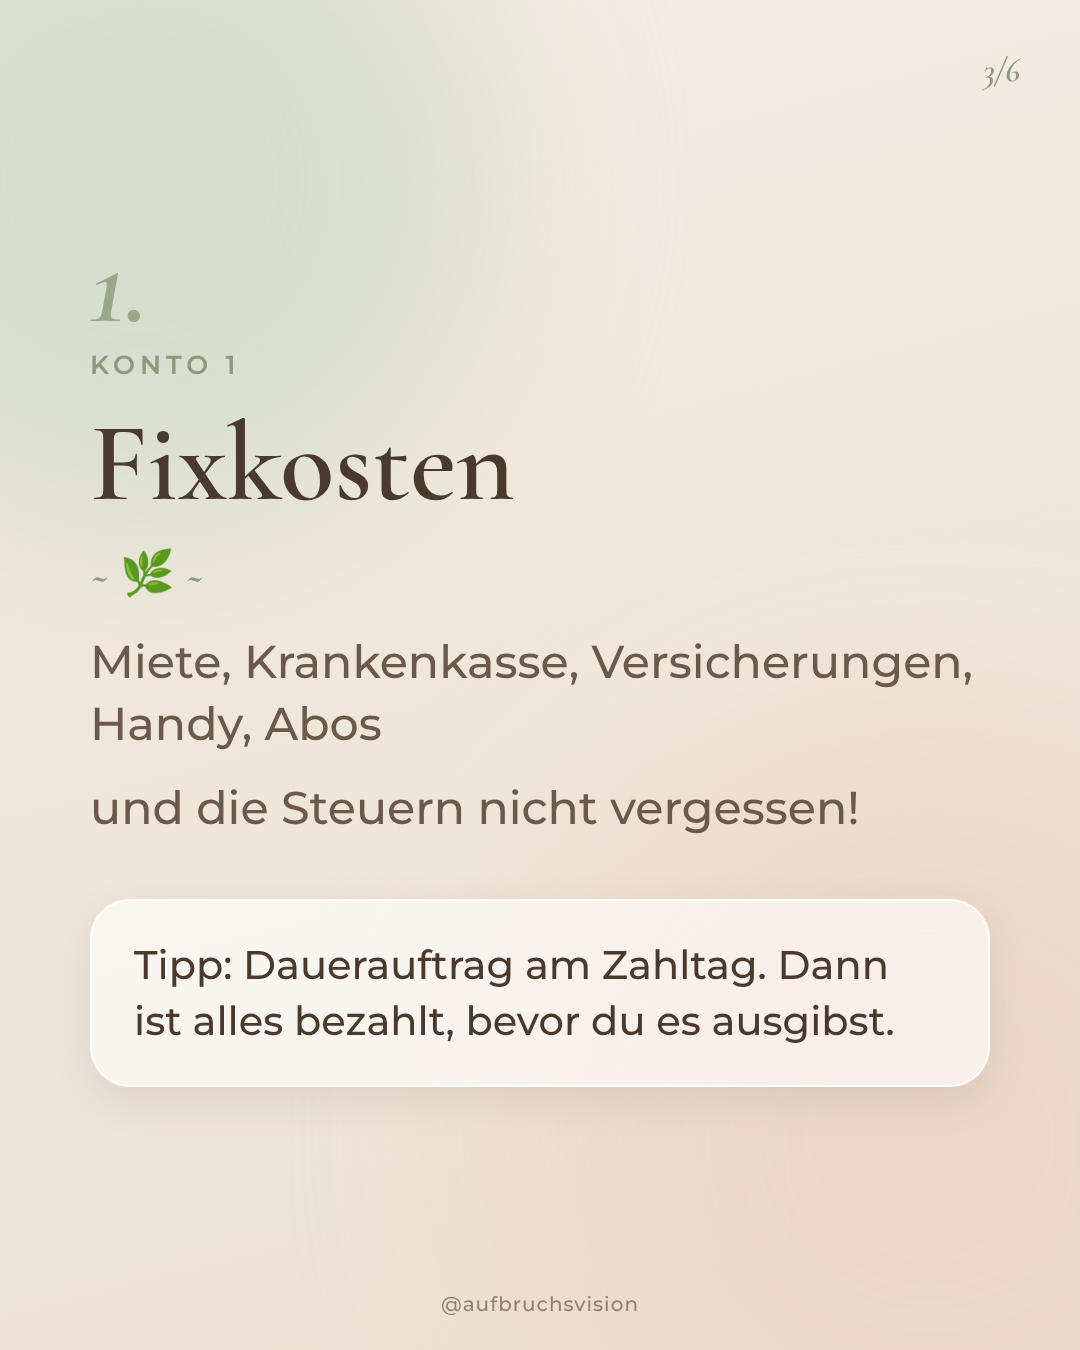 3/6
1.
KONTO 1
Fixkosten
~ 🌿 ~
Miete, Krankenkasse, Versicherungen,
Handy, Abos
und die Steuern nicht vergessen!
Tipp: Dauerauftrag am Zahltag. Dann
ist alles bezahlt, bevor du es ausgibst.
@aufbruchsvision